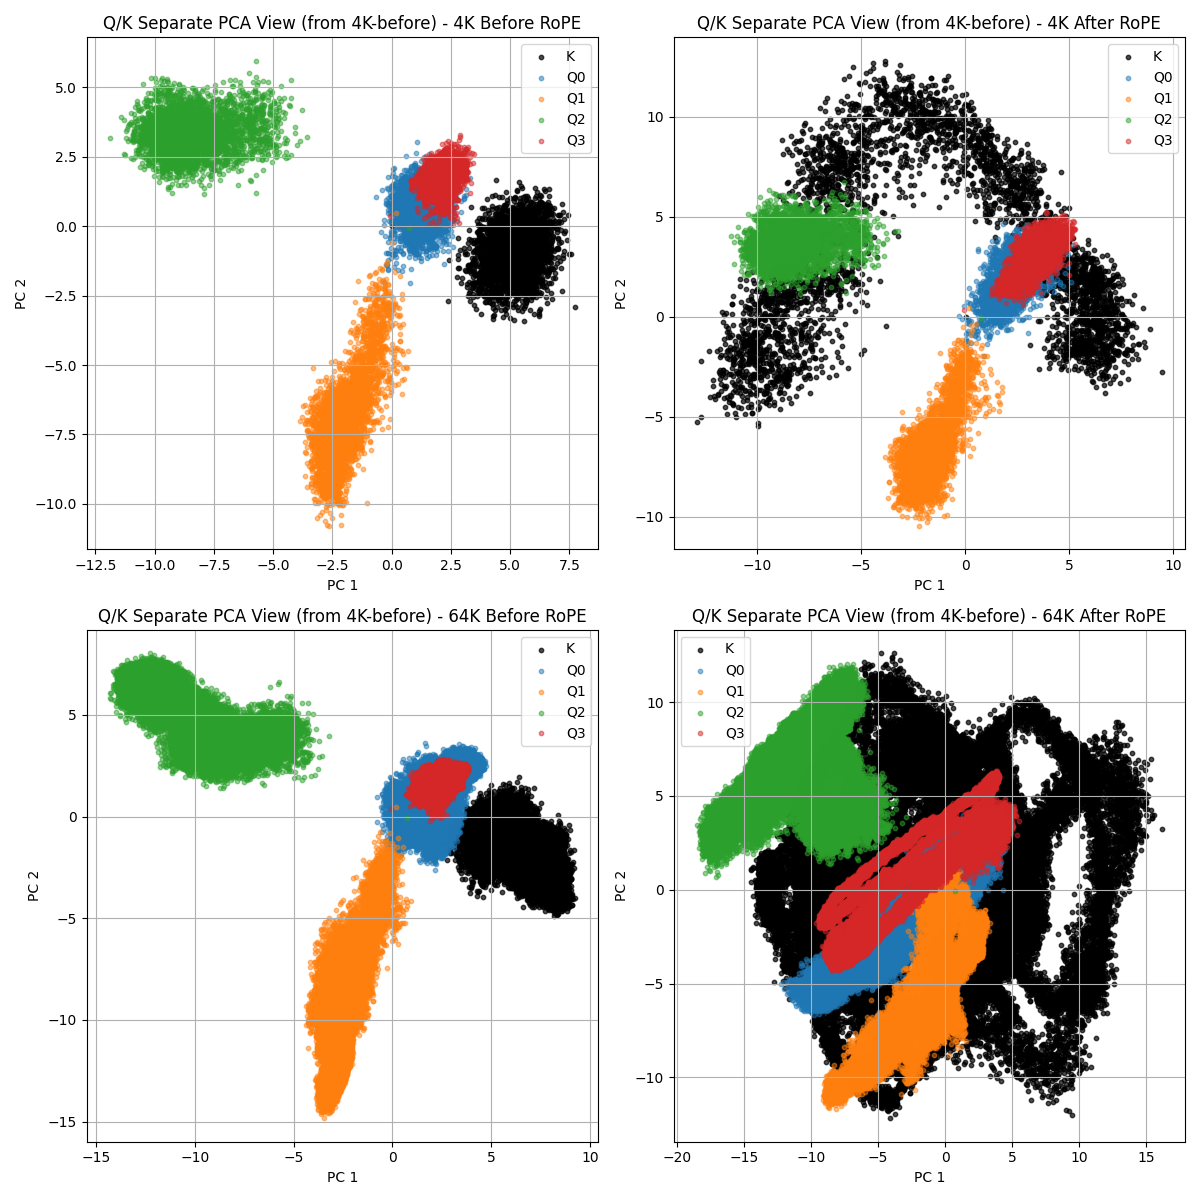 Q/K Separate PCA View (from 4K-before) - 4K Before RoPE
K
Q0
Q1
Q2
Q3
5.0
2.5
0.0
−2.5
−5.0
−7.5
−10.0
PC 2
−12.5 −10.0 −7.5 −5.0 −2.5 0.0 2.5 5.0 7.5
PC 1
Q/K Separate PCA View (from 4K-before) - 4K After RoPE
K
Q0
Q1
Q2
Q3
10
5
0
−5
−10
PC 2
−10 −5 0 5 10
PC 1
Q/K Separate PCA View (from 4K-before) - 64K Before RoPE
K
Q0
Q1
Q2
Q3
5
0
−5
−10
−15
PC 2
−15 −10 −5 0 5 10
PC 1
Q/K Separate PCA View (from 4K-before) - 64K After RoPE
K
Q0
Q1
Q2
Q3
10
5
0
−5
−10
PC 2
−20 −15 −10 −5 0 5 10 15
PC 1